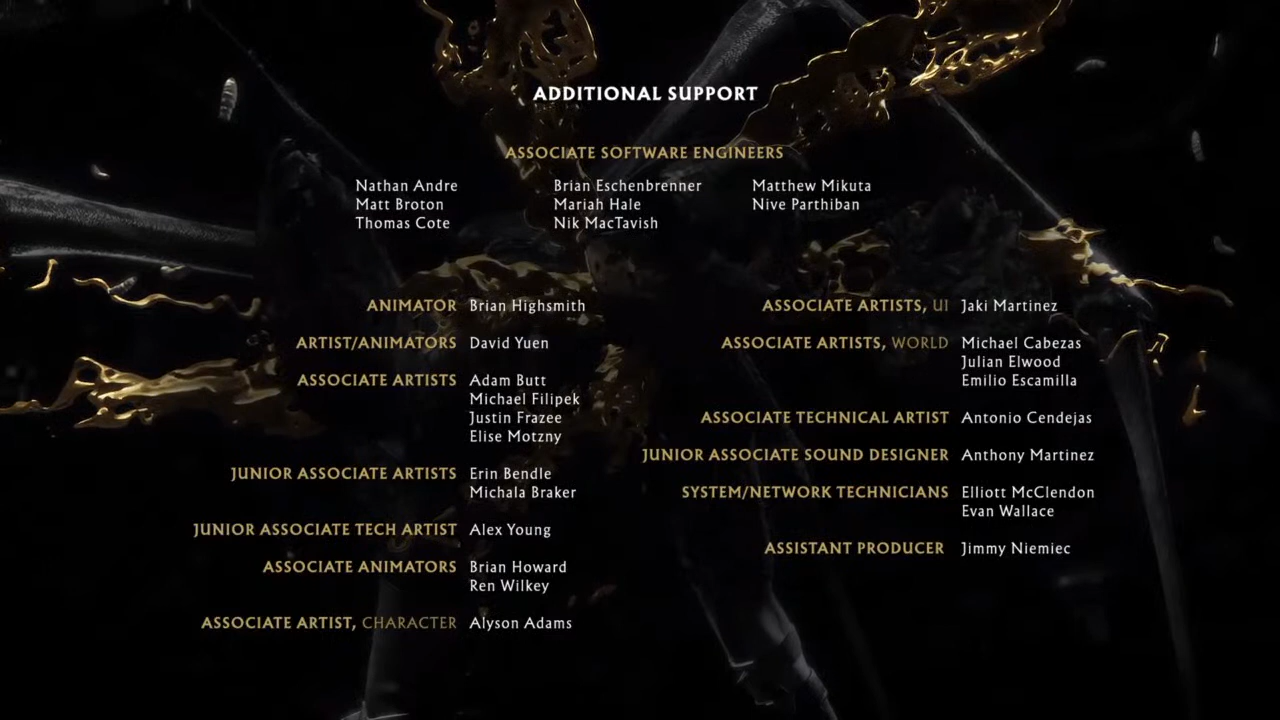 ADDITIONAL SUPPORT
ASSOCIATE SOFTWARE ENGINEERS
Nathan Andre
Matt Broton
Thomas Cote
Brian Eschenbrenner
Mariah Hale
Nik MacTavish
Matthew Mikuta
Nive Parthiban
ANIMATOR Brian Highsmith
ARTIST/ANIMATORS David Yuen
ASSOCIATE ARTISTS Adam Butt
Michael Filipek
Justin Frazee
Elise Motzny
JUNIOR ASSOCIATE ARTISTS Erin Bendle
Michala Braker
JUNIOR ASSOCIATE TECH ARTIST Alex Young
ASSOCIATE ANIMATORS Brian Howard
Ren Wilkey
ASSOCIATE ARTIST, CHARACTER Alyson Adams
ASSOCIATE ARTISTS, UI Jaki Martinez
ASSOCIATE ARTISTS, WORLD Michael Cabezas
Julian Elwood
Emilio Escamilla
ASSOCIATE TECHNICAL ARTIST Antonio Cendejas
JUNIOR ASSOCIATE SOUND DESIGNER Anthony Martinez
SYSTEM/NETWORK TECHNICIANS Elliott McClendon
Evan Wallace
ASSISTANT PRODUCER Jimmy Niemiec